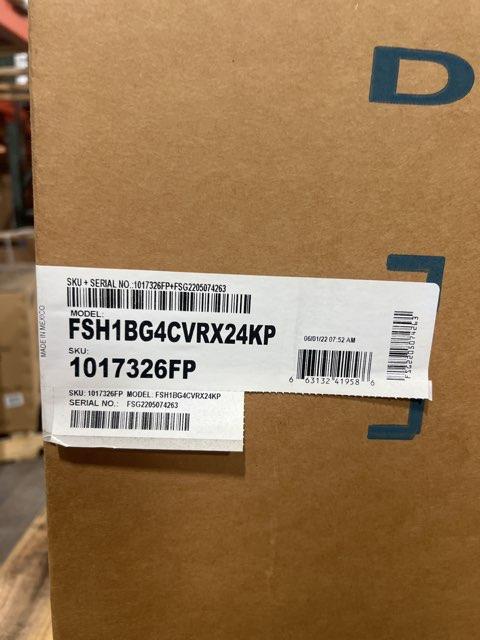 D
SKU + SERIAL NO.:1017326FP+FSG2205074263
MODEL:
FSH1BG4CVRX24KP
SKU:
1017326FP
MADE IN MEXICO
06/01/22 07:52 AM
6 63132 41958 6
FSG2205074263
SKU: 1017326FP MODEL: FSH1BG4CVRX24KP
SERIAL NO.: FSG2205074263